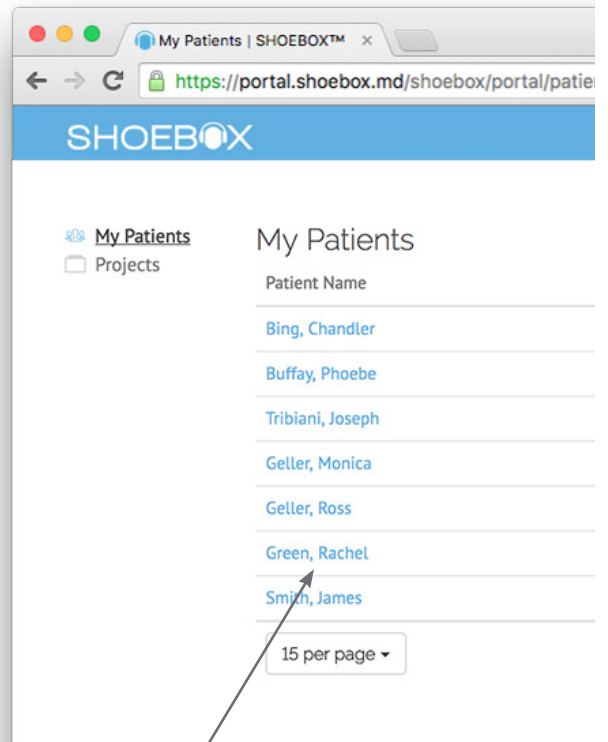 My Patients | SHOEBOX™ ×
https://portal.shoebox.md/shoebox/portal/patie
SHOEBOX
My Patients
Projects
My Patients
Patient Name
Bing, Chandler
Buffay, Phoebe
Tribiani, Joseph
Geller, Monica
Geller, Ross
Green, Rachel
Smith, James
15 per page